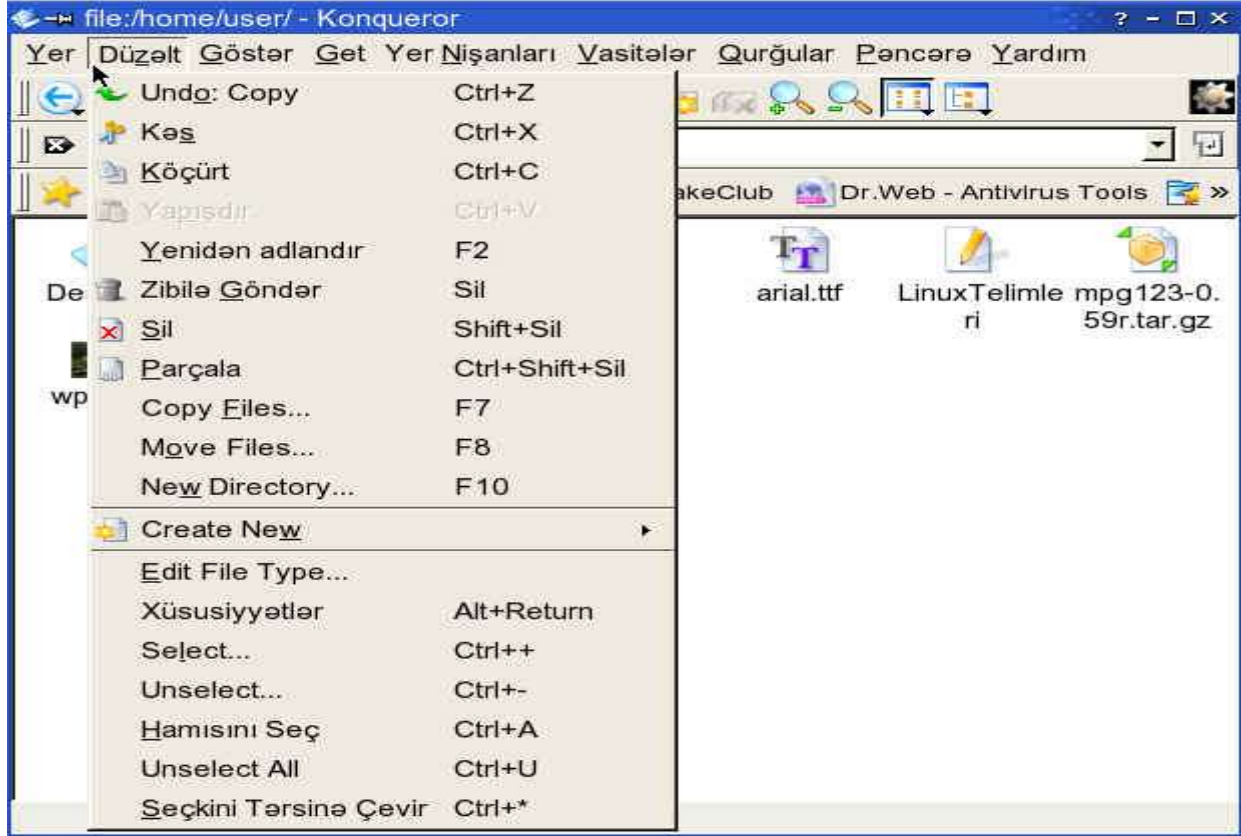 file:/home/user/ - Konqueror
Yer Düzəlt Göstər Get Yer Nişanları Vasitələr Qurğular Pəncərə Yardım
Undo: Copy Ctrl+Z
Kəs Ctrl+X
Köçürt Ctrl+C
akeClub Dr.Web - Antivirus Tools »
Yapışdır Ctrl+V
Yenidən adlandır F2
Zibilə Göndər Sil
Sil Shift+Sil
Parçala Ctrl+Shift+Sil
Copy Files... F7
Move Files... F8
New Directory... F10
Create New
Edit File Type...
Xüsusiyyətlər Alt+Return
Select... Ctrl++
Unselect... Ctrl+-
Hamısını Seç Ctrl+A
Unselect All Ctrl+U
Seçkini Tərsinə Çevir Ctrl+*
De
wp
arial.ttf
LinuxTelimle
ri
mpg123-0.
59r.tar.gz